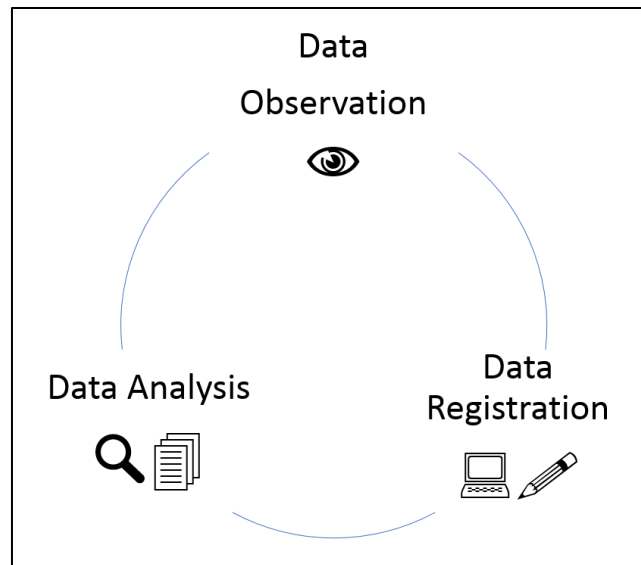 Data
Observation
Data Analysis
Data
Registration